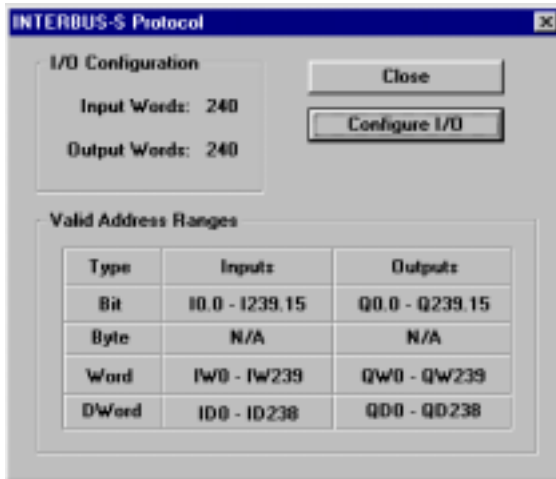 INTERBUS-S Protocol
I/O Configuration
Input Words: 240
Output Words: 240
Close
Configure I/O
Valid Address Ranges
Type Inputs Outputs
Bit I0.0 - I239.15 Q0.0 - Q239.15
Byte N/A N/A
Word IW0 - IW239 QW0 - QW239
DWord ID0 - ID238 QD0 - QD238